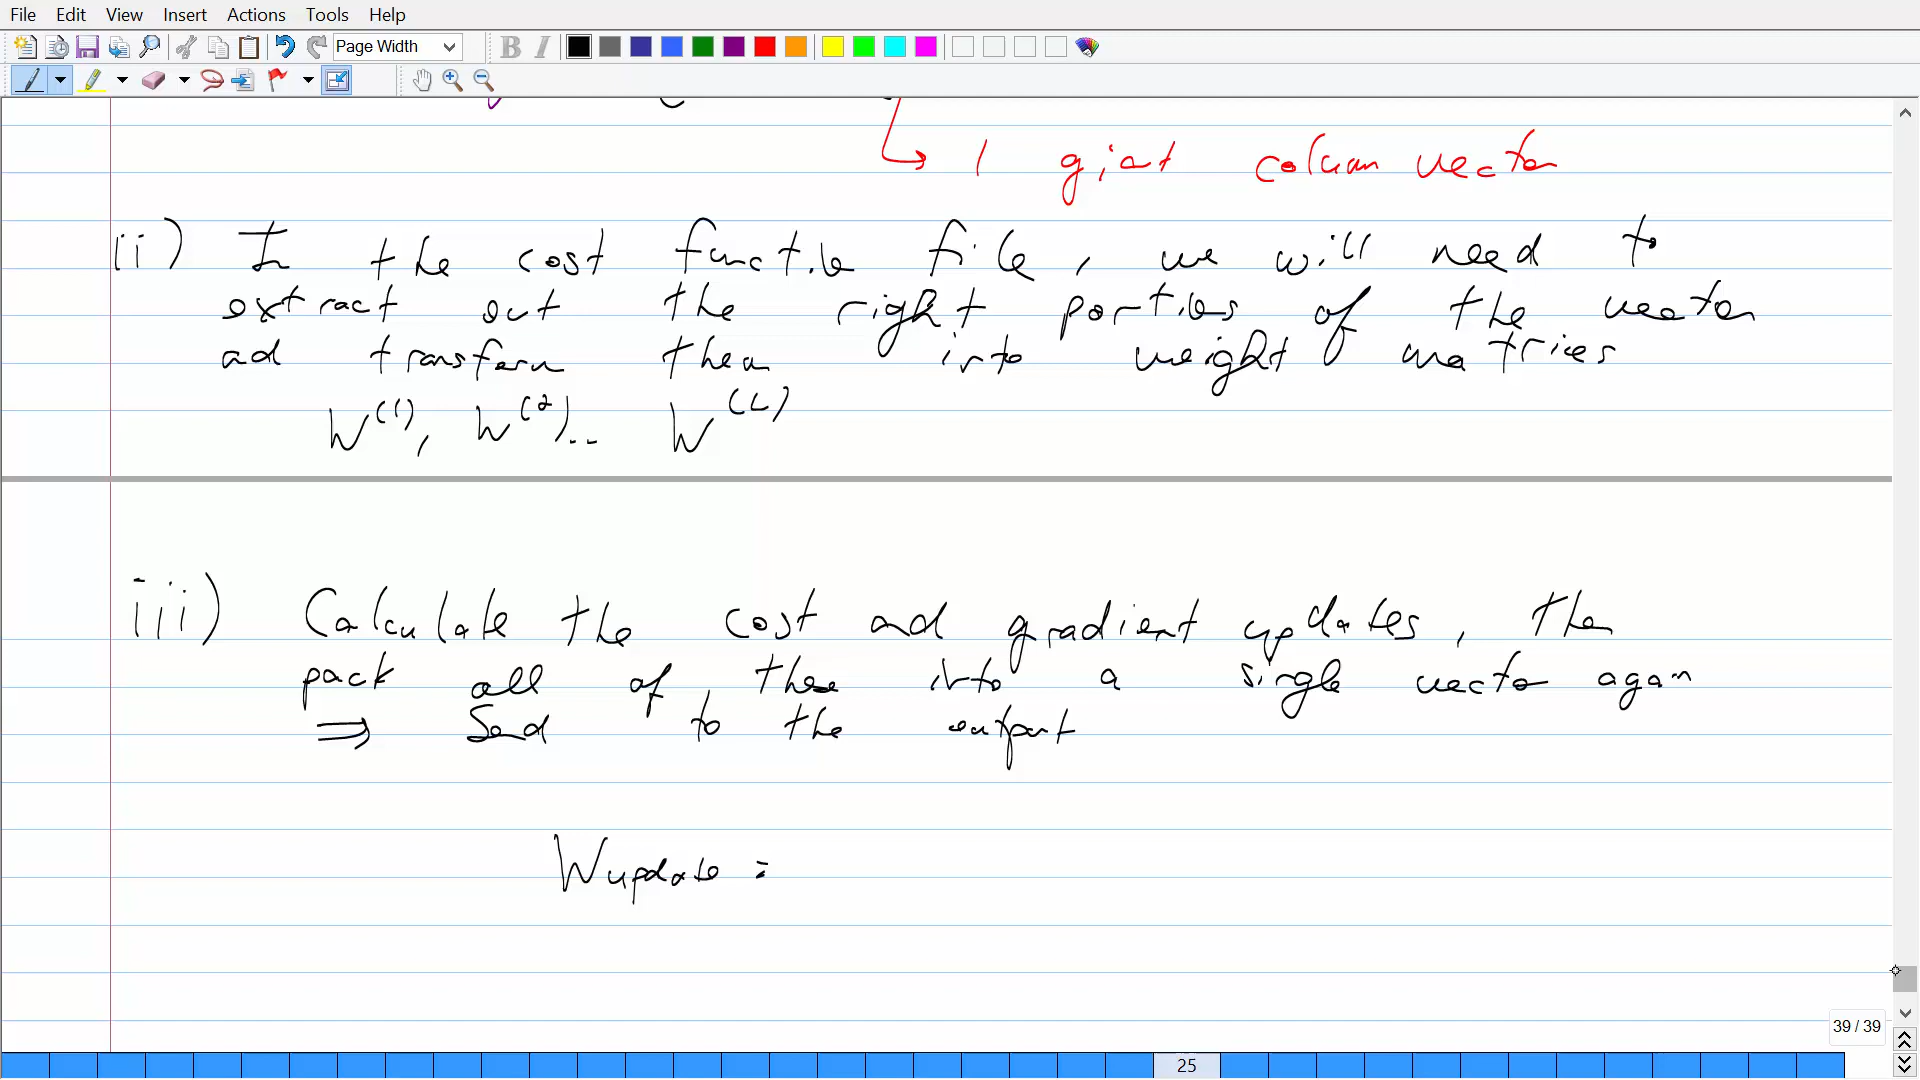 File Edit View Insert Actions Tools Help
Page Width
B I
1 giant column vector
ii) In the cost function file, we will need to
extract out the right portions of the vector
and transform them into weight matrices
W(1), W(2).. W(L)
iii) Calculate the cost and gradient updates, then
pack all of these into a single vector again
⇒ Send to the output
Wupdate =
39 / 39
25